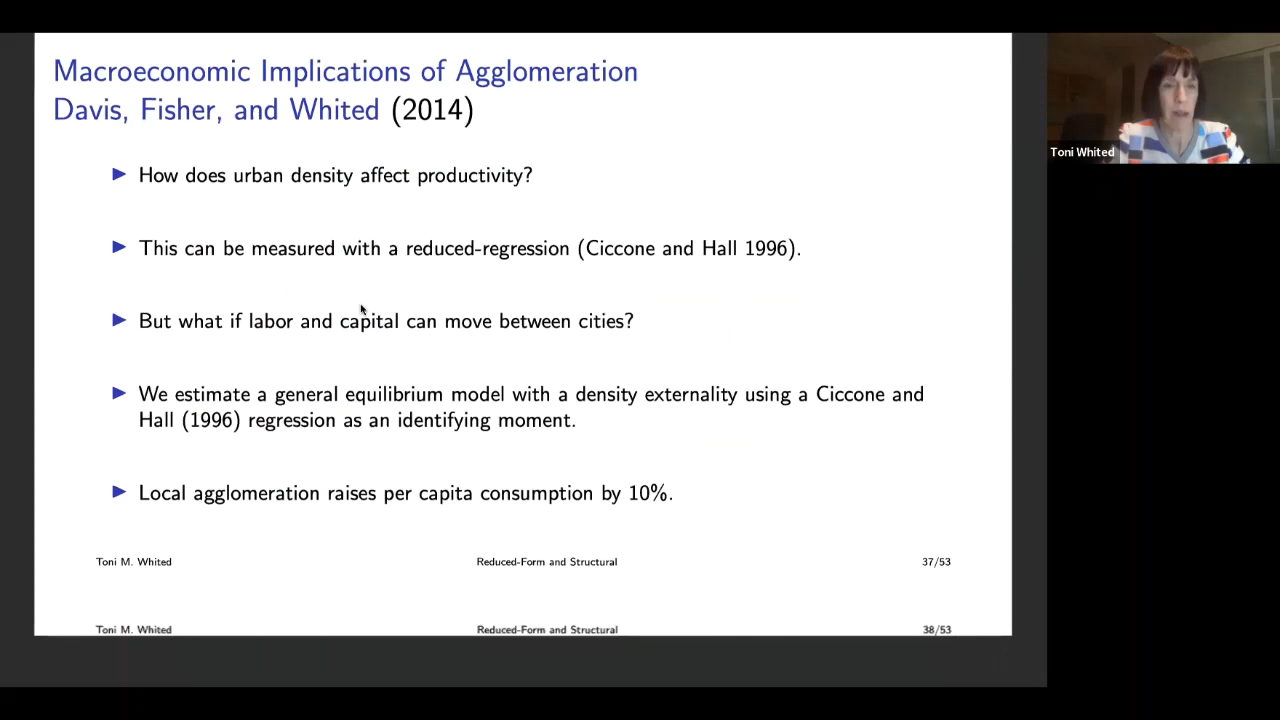 Macroeconomic Implications of Agglomeration
Davis, Fisher, and Whited (2014)
How does urban density affect productivity?
This can be measured with a reduced-regression (Ciccone and Hall 1996).
But what if labor and capital can move between cities?
We estimate a general equilibrium model with a density externality using a Ciccone and
Hall (1996) regression as an identifying moment.
Local agglomeration raises per capita consumption by 10%.
Toni M. Whited Reduced-Form and Structural 37/53
Toni M. Whited Reduced-Form and Structural 38/53
Toni Whited